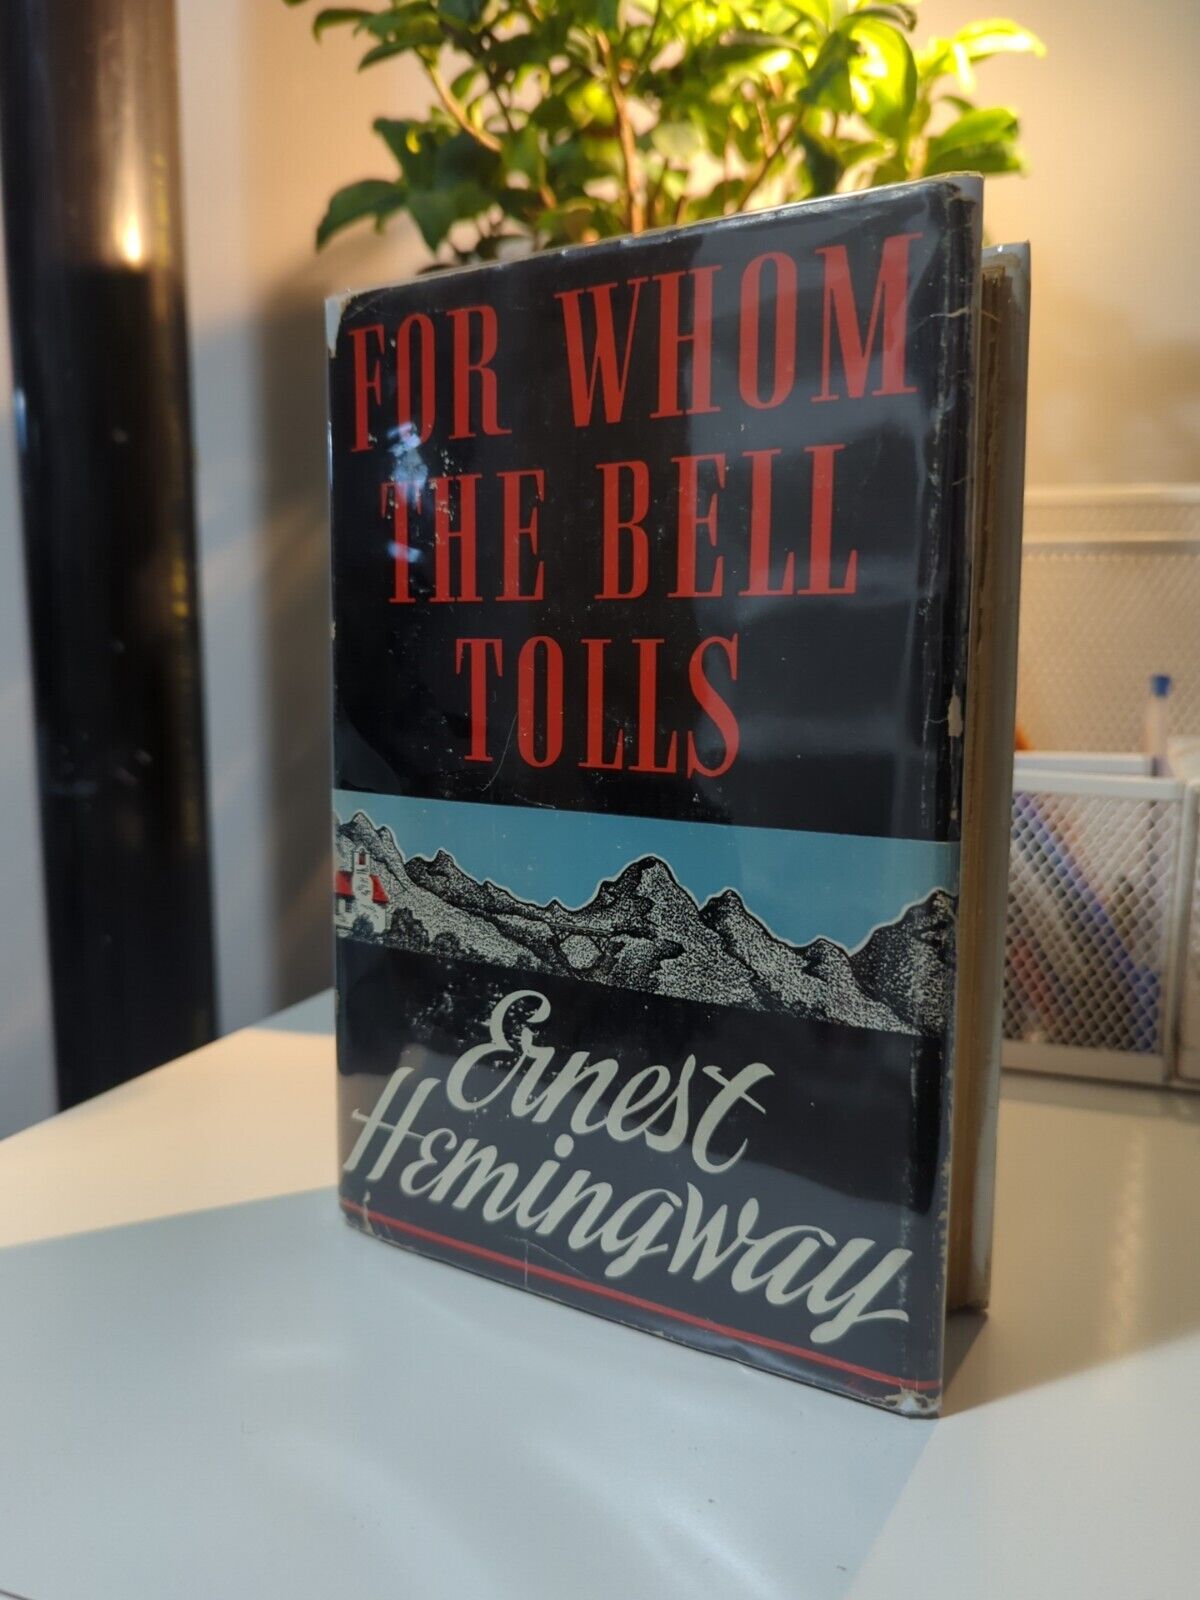 FOR WHOM
THE BELL
TOLLS
Ernest
Hemingway